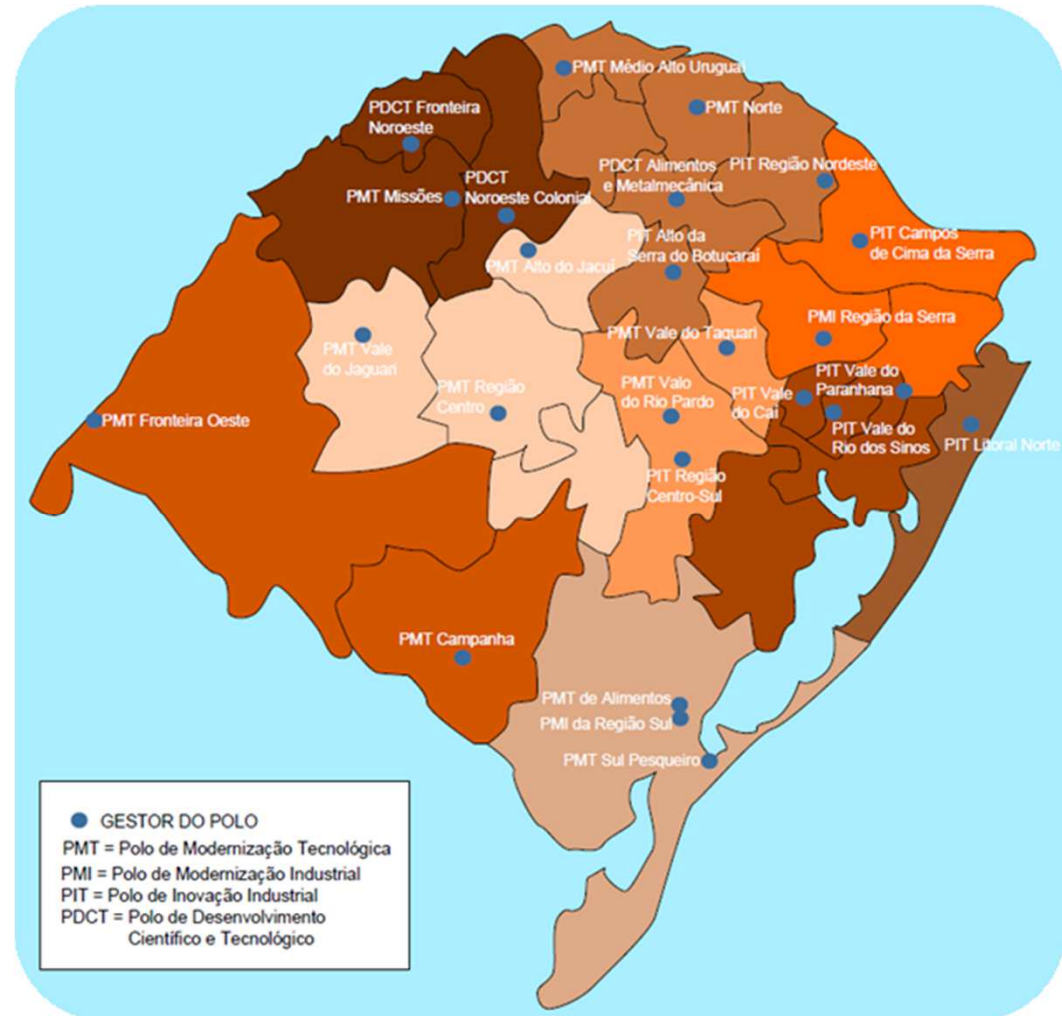 PMT Médio Alto Uruguai
PDCT Fronteira
Noroeste
PMT Norte
PDCT Alimentos
e Metalmecânica
PIT Região Nordeste
PMT Missões
PDCT
Noroeste Colonial
PIT Campos
de Cima da Serra
PIT Alto da
Serra do Botucaraí
PMT Alto do Jacuí
PMI Região da Serra
PMT Vale do Taquari
PMT Vale
do Jaguari
PIT Vale do
Paranhana
PMT Região
Centro
PMT Valo
do Rio Pardo
PIT Vale
do Caí
PMT Fronteira Oeste
PIT Vale do
Rio dos Sinos
PIT Litoral Norte
PIT Região
Centro-Sul
PMT Campanha
PMT de Alimentos
PMI da Região Sul
PMT Sul Pesqueiro
GESTOR DO POLO
PMT = Polo de Modernização Tecnológica
PMI = Polo de Modernização Industrial
PIT = Polo de Inovação Industrial
PDCT = Polo de Desenvolvimento
Científico e Tecnológico